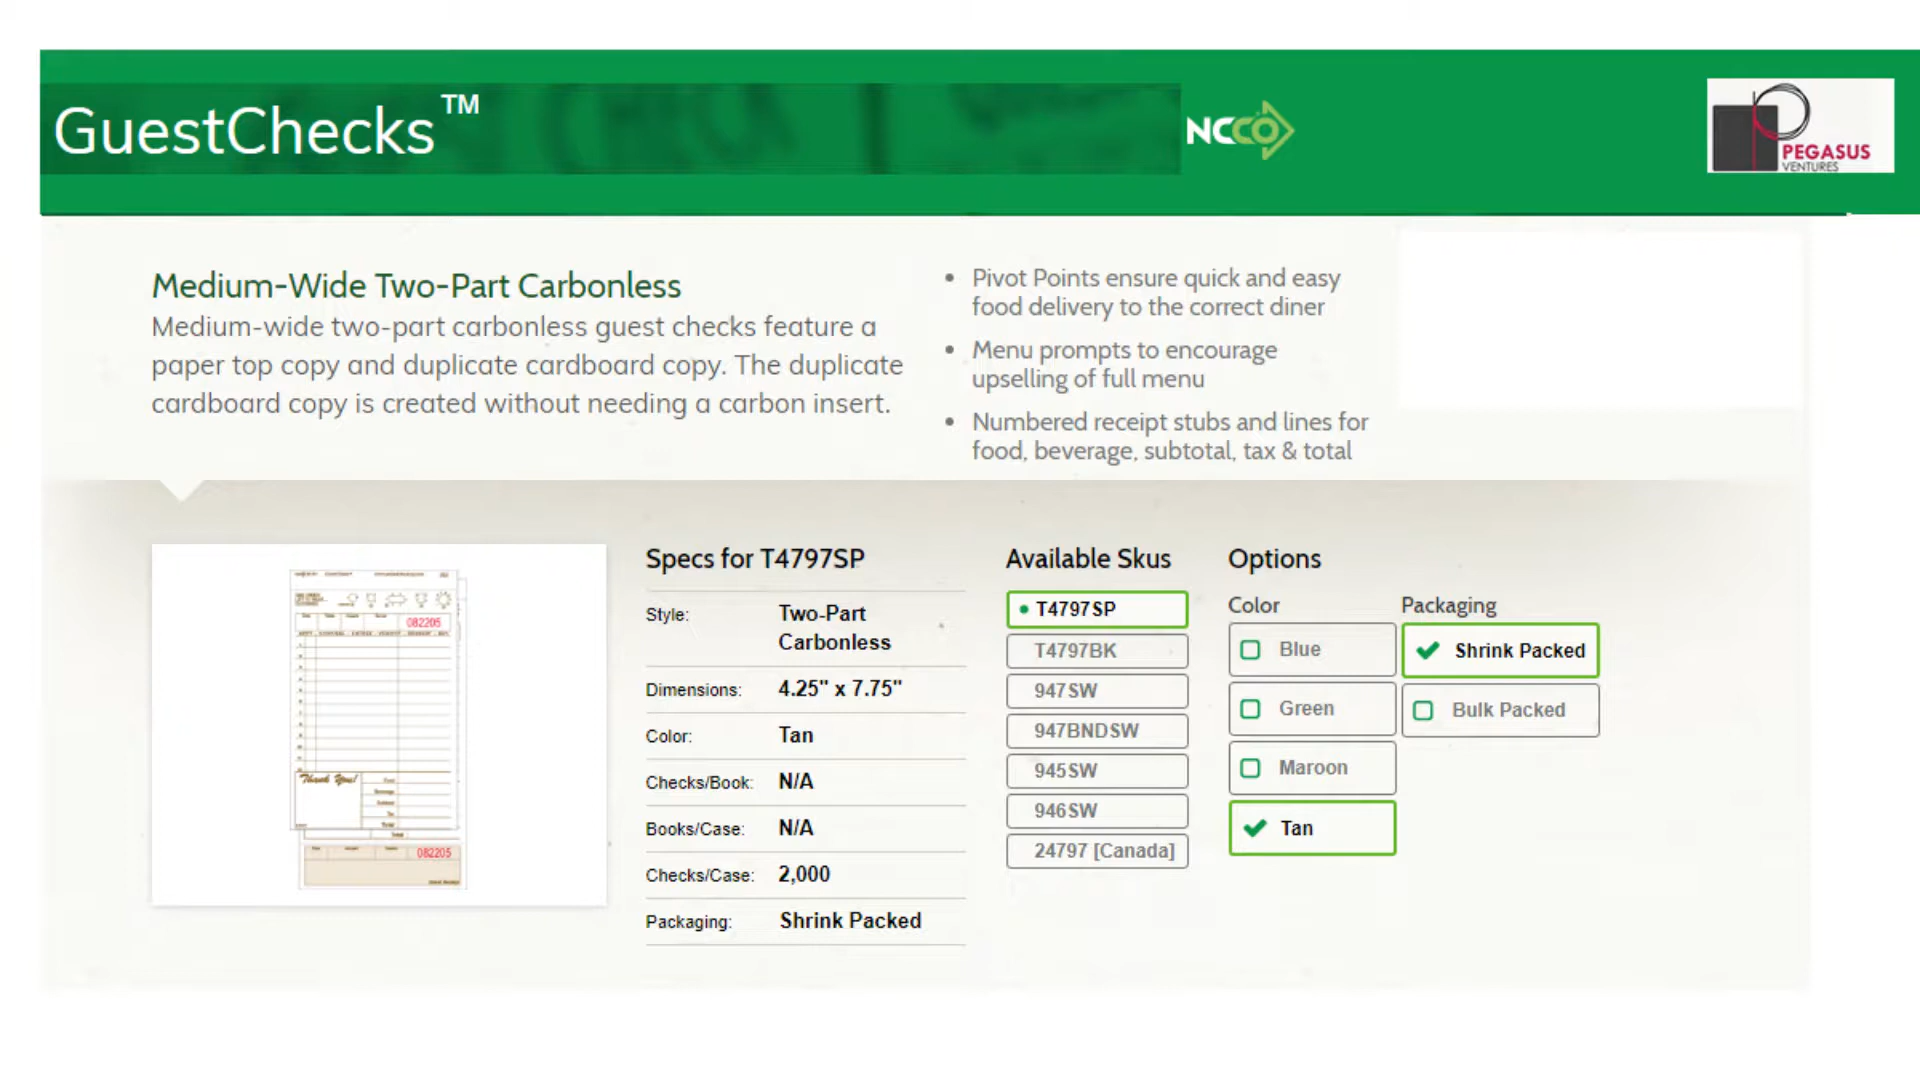 GuestChecks™
NCCO
PEGASUS
VENTURES
Medium-Wide Two-Part Carbonless
Medium-wide two-part carbonless guest checks feature a
paper top copy and duplicate cardboard copy. The duplicate
cardboard copy is created without needing a carbon insert.
• Pivot Points ensure quick and easy
food delivery to the correct diner
• Menu prompts to encourage
upselling of full menu
• Numbered receipt stubs and lines for
food, beverage, subtotal, tax & total
082205
Thank You!
Total
082205
Specs for T4797SP
Style: Two-Part
Carbonless
Dimensions: 4.25" x 7.75"
Color: Tan
Checks/Book: N/A
Books/Case: N/A
Checks/Case: 2,000
Packaging: Shrink Packed
Available Skus
T4797SP
T4797BK
947SW
947BNDSW
945SW
946SW
24797 [Canada]
Options
Color
Blue
Green
Maroon
Tan
Packaging
Shrink Packed
Bulk Packed